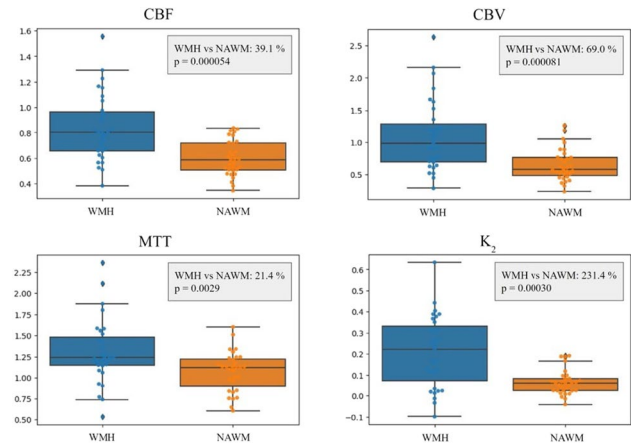 CBF
1.6
1.4
1.2
1.0
0.8
0.6
0.4
WMH vs NAWM: 39.1 %
p = 0.000054
WMH NAWM
CBV
2.5
2.0
1.5
1.0
0.5
WMH vs NAWM: 69.0 %
p = 0.000081
WMH NAWM
MTT
2.25
2.00
1.75
1.50
1.25
1.00
0.75
0.50
WMH vs NAWM: 21.4 %
p = 0.0029
WMH NAWM
K2
0.6
0.5
0.4
0.3
0.2
0.1
0.0
−0.1
WMH vs NAWM: 231.4 %
p = 0.00030
WMH NAWM